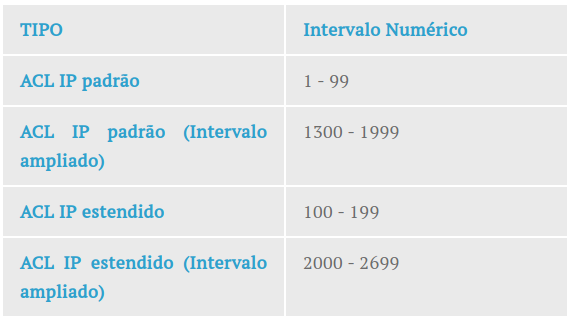 TIPO Intervalo Numérico
ACL IP padrão 1 - 99
ACL IP padrão (Intervalo 1300 - 1999
ampliado)
ACL IP estendido 100 - 199
ACL IP estendido (Intervalo 2000 - 2699
ampliado)